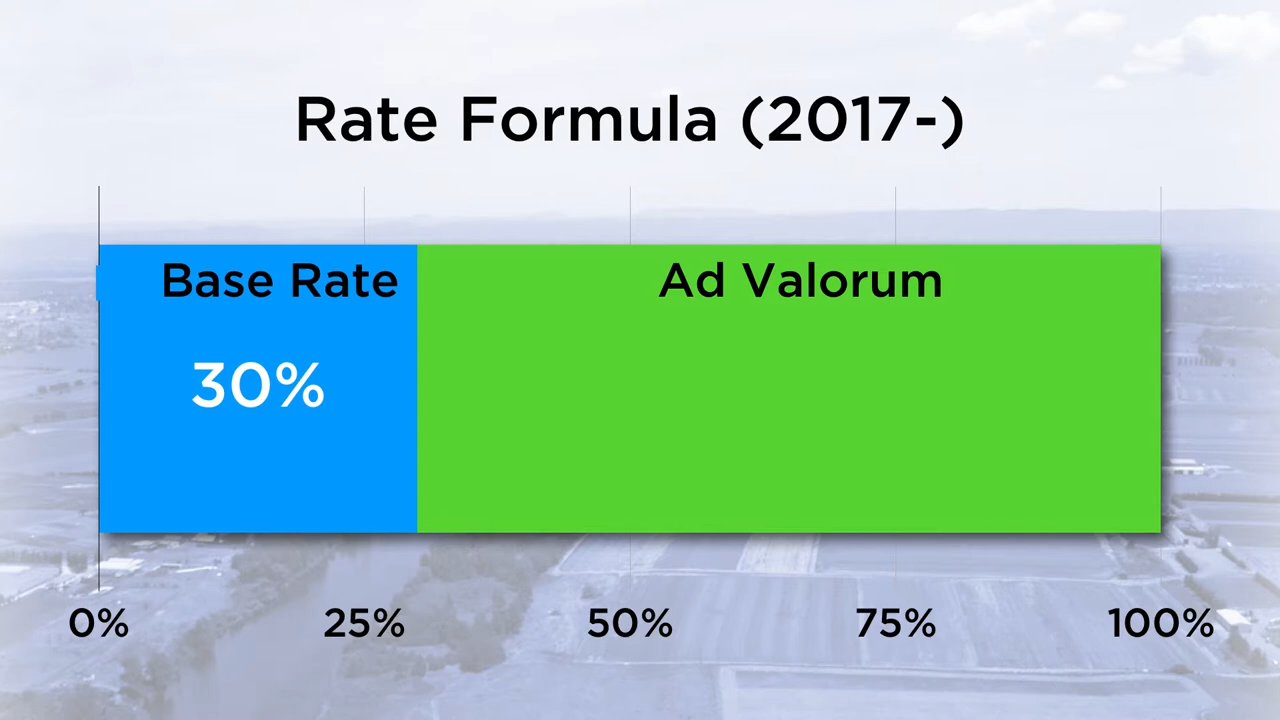 Rate Formula (2017-)
Base Rate
Ad Valorum
30%
0%
25%
50%
75%
100%